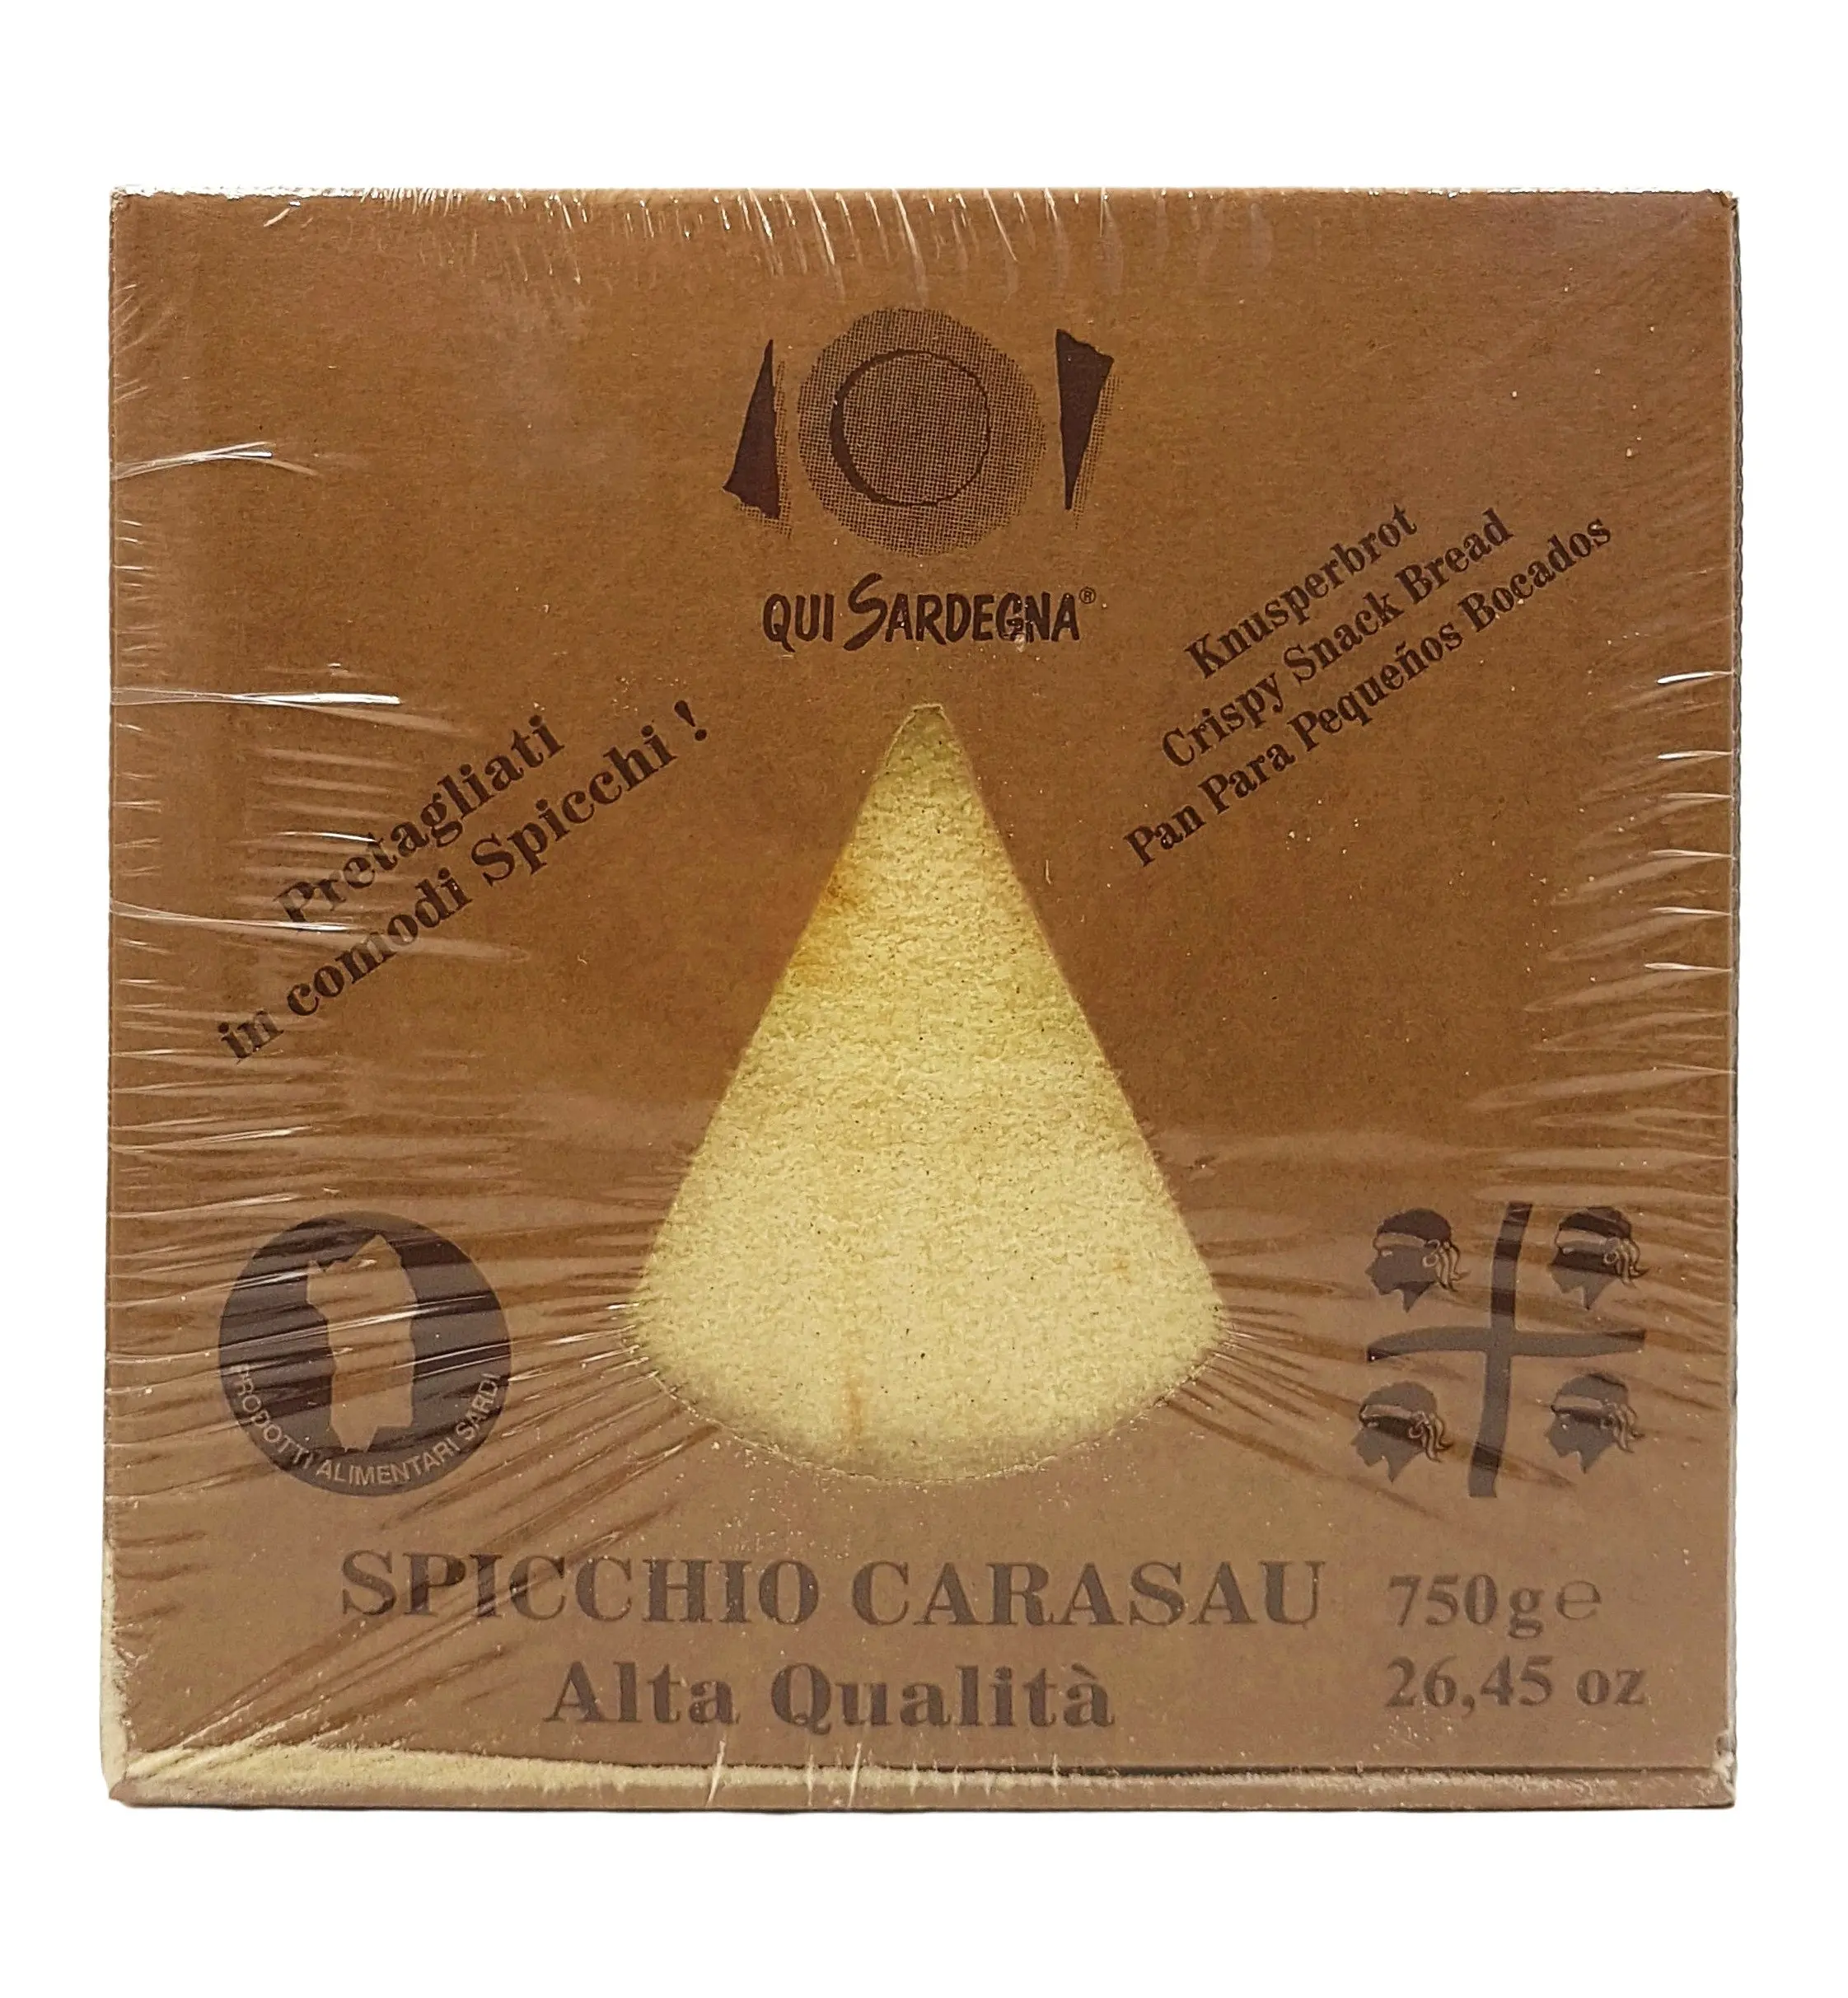 QUI SARDEGNA®
Knusperbrot
Crispy Snack Bread
Pan Para Pequeños Bocados
Pretagliati
in comodi Spicchi !
PRODOTTI ALIMENTARI SARDI
SPICCHIO CARASAU
750g℮
Alta Qualità
26,45 oz